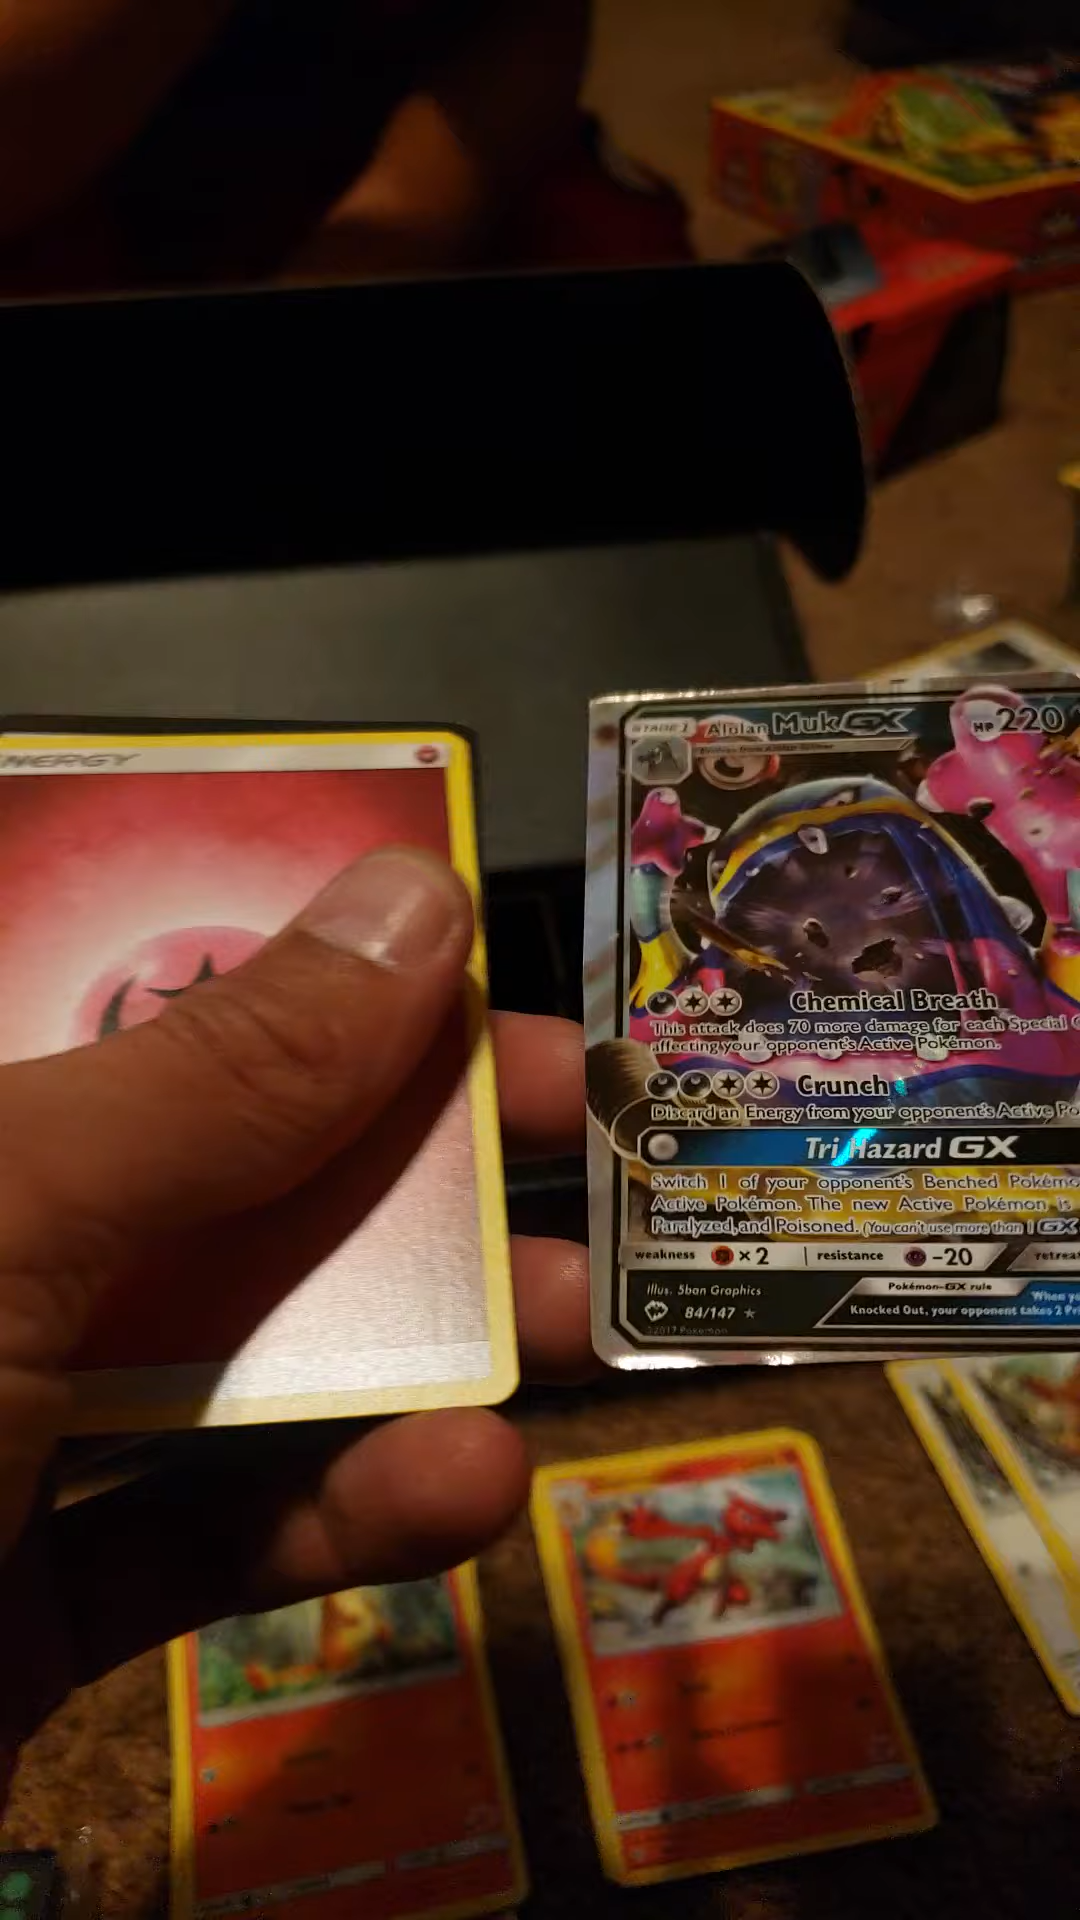 NERGY
STAGE 1 Alolan Muk GX HP 220
Chemical Breath
This attack does 70 more damage for each Special C
affecting your opponent's Active Pokémon.
Crunch
Discard an Energy from your opponent's Active Po
Tri Hazard GX
Switch 1 of your opponent's Benched Pokémo
Active Pokémon. The new Active Pokémon is
Paralyzed, and Poisoned. (You can't use more than 1 GX
weakness ×2 resistance -20 retrea
Illus. 5ban Graphics
Pokémon-GX rule
When yo
84/147
Knocked Out, your opponent takes 2 Pri
©2017 Pokémon